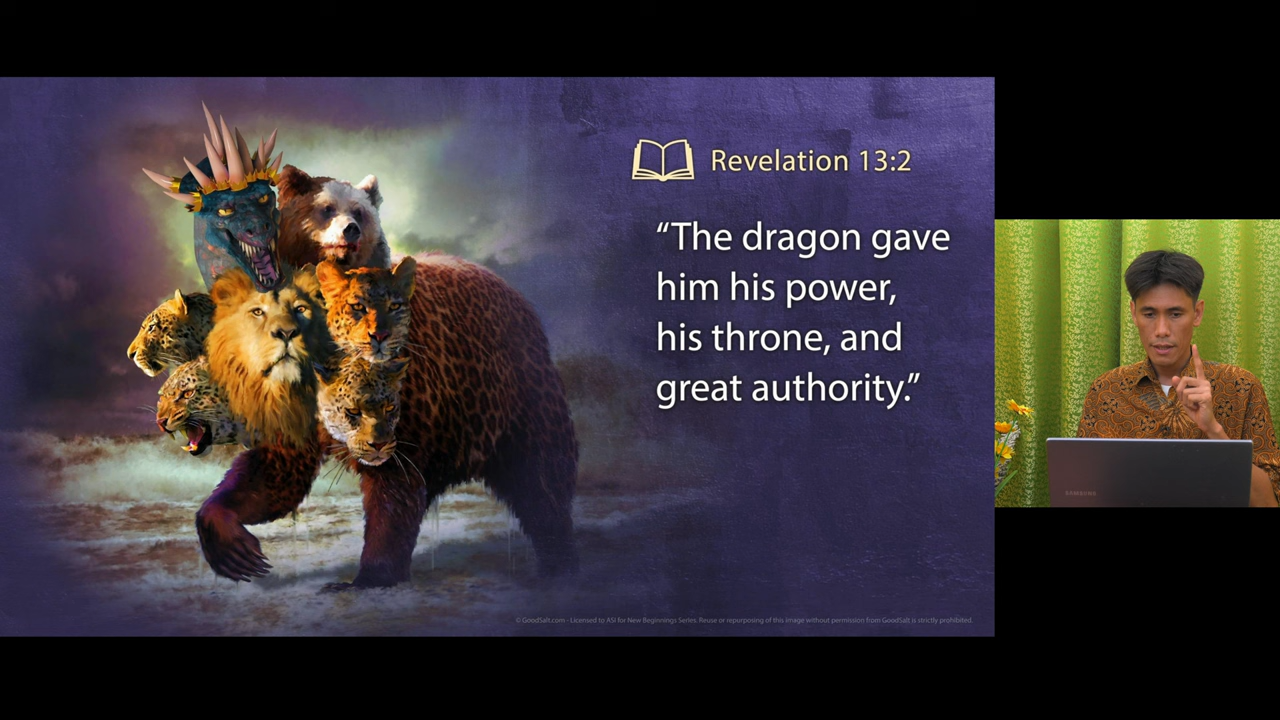 Revelation 13:2
“The dragon gave
him his power,
his throne, and
great authority.”
© GoodSalt.com - Licensed to ASI for New Beginnings Series. Reuse or repurposing of this image without permission from GoodSalt is strictly prohibited.
SAMSUNG